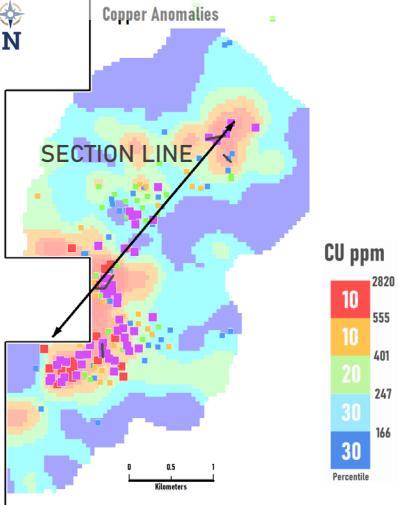 Copper Anomalies
N
SECTION LINE
CU ppm
2820
10
555
10
401
20
247
30
166
30
Percentile
0 0.5 1
Kilometers